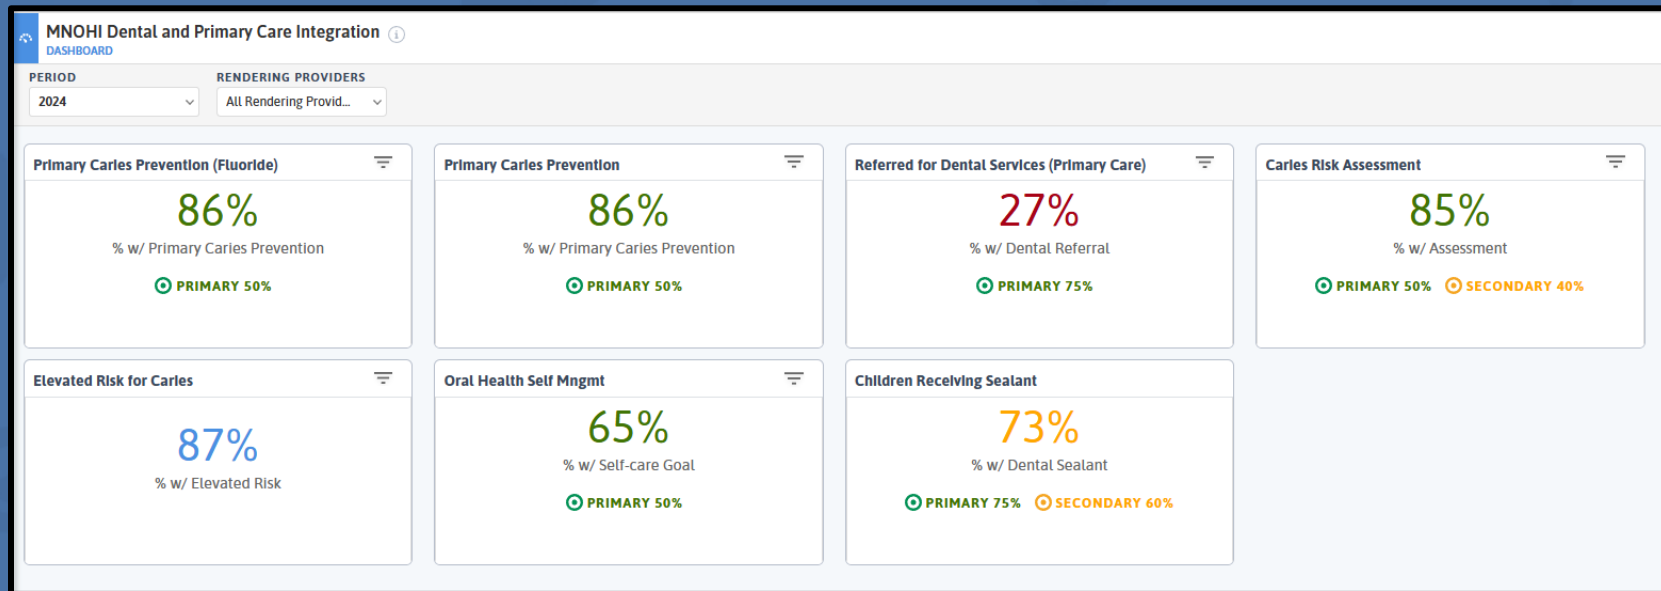 MNOHI Dental and Primary Care Integration
DASHBOARD
PERIOD
2024
RENDERING PROVIDERS
All Rendering Provid...
Primary Caries Prevention (Fluoride)
86%
% w/ Primary Caries Prevention
PRIMARY 50%
Primary Caries Prevention
86%
% w/ Primary Caries Prevention
PRIMARY 50%
Referred for Dental Services (Primary Care)
27%
% w/ Dental Referral
PRIMARY 75%
Caries Risk Assessment
85%
% w/ Assessment
PRIMARY 50% SECONDARY 40%
Elevated Risk for Caries
87%
% w/ Elevated Risk
Oral Health Self Mngmt
65%
% w/ Self-care Goal
PRIMARY 50%
Children Receiving Sealant
73%
% w/ Dental Sealant
PRIMARY 75% SECONDARY 60%